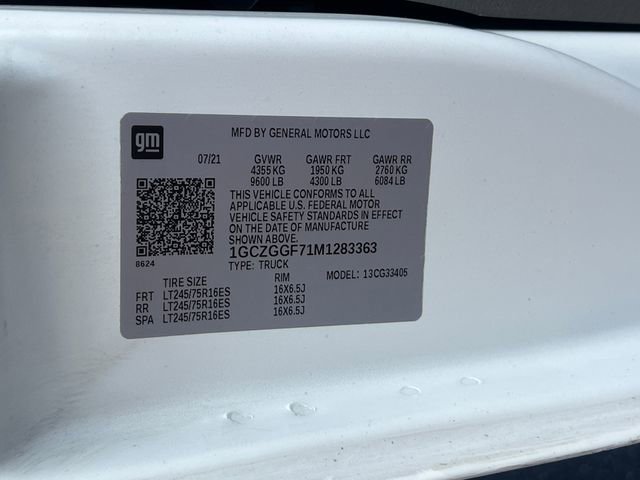 gm
MFD BY GENERAL MOTORS LLC
07/21 GVWR GAWR FRT GAWR RR
4355 KG 1950 KG 2760 KG
9600 LB 4300 LB 6084 LB
THIS VEHICLE CONFORMS TO ALL
APPLICABLE U.S. FEDERAL MOTOR
VEHICLE SAFETY STANDARDS IN EFFECT
ON THE DATE OF MANUFACTURE
SHOWN ABOVE.
1GCZGGF71M1283363
8624
TYPE: TRUCK MODEL: 13CG33405
TIRE SIZE RIM
FRT LT245/75R16ES 16X6.5J
RR LT245/75R16ES 16X6.5J
SPA LT245/75R16ES 16X6.5J